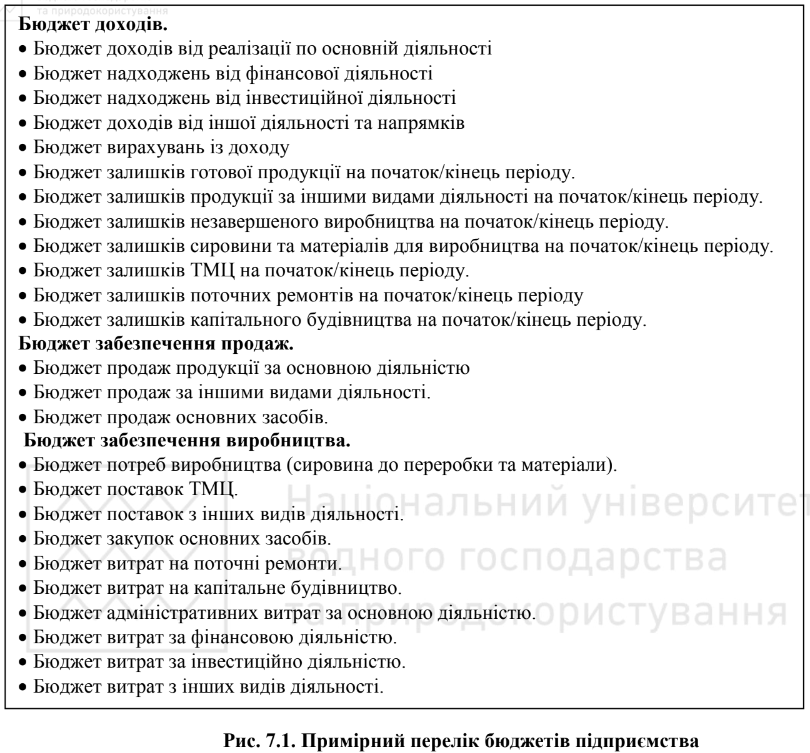 та природокористування
Бюджет доходів.
• Бюджет доходів від реалізації по основній діяльності
• Бюджет надходжень від фінансової діяльності
• Бюджет надходжень від інвестиційної діяльності
• Бюджет доходів від іншої діяльності та напрямків
• Бюджет вирахувань із доходу
• Бюджет залишків готової продукції на початок/кінець періоду.
• Бюджет залишків продукції за іншими видами діяльності на початок/кінець періоду.
• Бюджет залишків незавершеного виробництва на початок/кінець періоду.
• Бюджет залишків сировини та матеріалів для виробництва на початок/кінець періоду.
• Бюджет залишків ТМЦ на початок/кінець періоду.
• Бюджет залишків поточних ремонтів на початок/кінець періоду
• Бюджет залишків капітального будівництва на початок/кінець періоду.
Бюджет забезпечення продаж.
• Бюджет продаж продукції за основною діяльністю
• Бюджет продаж за іншими видами діяльності.
• Бюджет продаж основних засобів.
Бюджет забезпечення виробництва.
• Бюджет потреб виробництва (сировина до переробки та матеріали).
• Бюджет поставок ТМЦ.
• Бюджет поставок з інших видів діяльності.
• Бюджет закупок основних засобів.
• Бюджет витрат на поточні ремонти.
• Бюджет витрат на капітальне будівництво.
• Бюджет адміністративних витрат за основною діяльністю.
• Бюджет витрат за фінансовою діяльністю.
• Бюджет витрат за інвестиційно діяльністю.
• Бюджет витрат з інших видів діяльності.
Національний університет
водного господарства
та природокористування
Рис. 7.1. Примірний перелік бюджетів підприємства